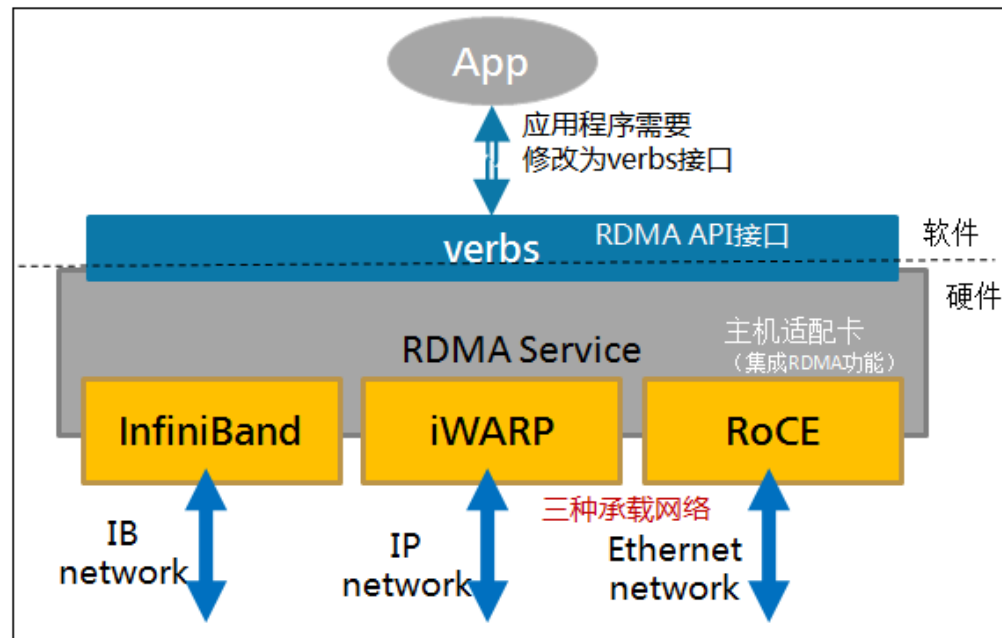 App
应用程序需要
修改为verbs接口
verbs
RDMA API接口
软件
硬件
主机适配卡
(集成RDMA功能)
RDMA Service
InfiniBand
iWARP
RoCE
三种承载网络
IB
network
IP
network
Ethernet
network